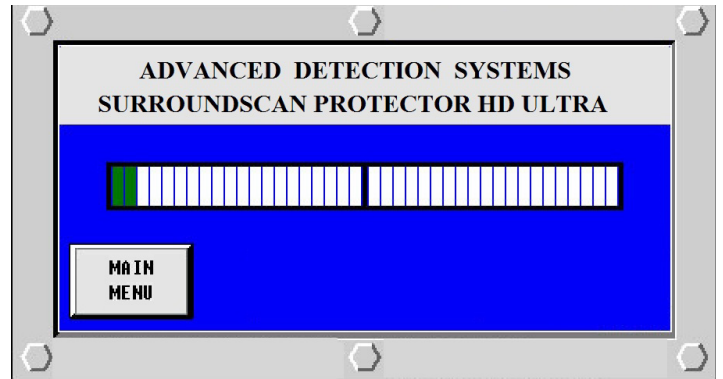 ADVANCED DETECTION SYSTEMS
SURROUNDSCAN PROTECTOR HD ULTRA
MAIN
MENU